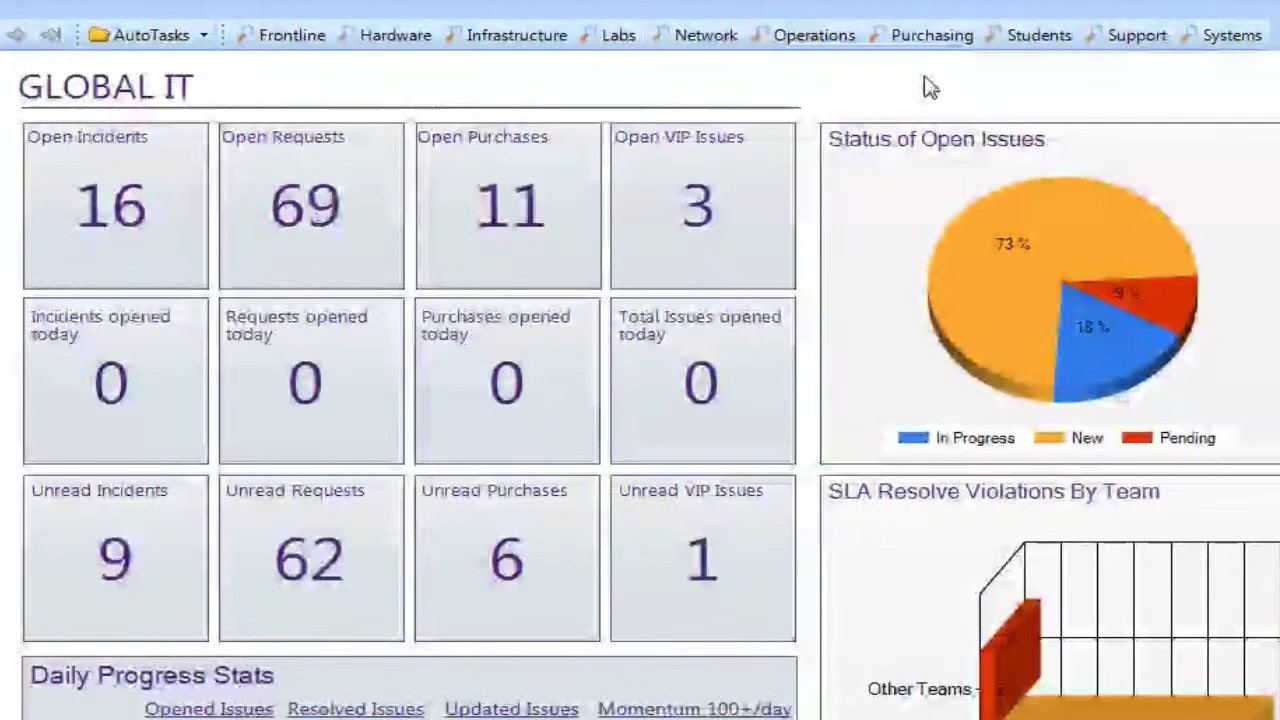 AutoTasks Frontline Hardware Infrastructure Labs Network Operations Purchasing Students Support Systems
GLOBAL IT
Open Incidents
16
Open Requests
69
Open Purchases
11
Open VIP Issues
3
Incidents opened
today
0
Requests opened
today
0
Purchases opened
today
0
Total Issues opened
today
0
Unread Incidents
9
Unread Requests
62
Unread Purchases
6
Unread VIP Issues
1
Daily Progress Stats
Opened Issues Resolved Issues Updated Issues Momentum 100+/day
Status of Open Issues
73 %
9 %
18 %
In Progress New Pending
SLA Resolve Violations By Team
Other Teams